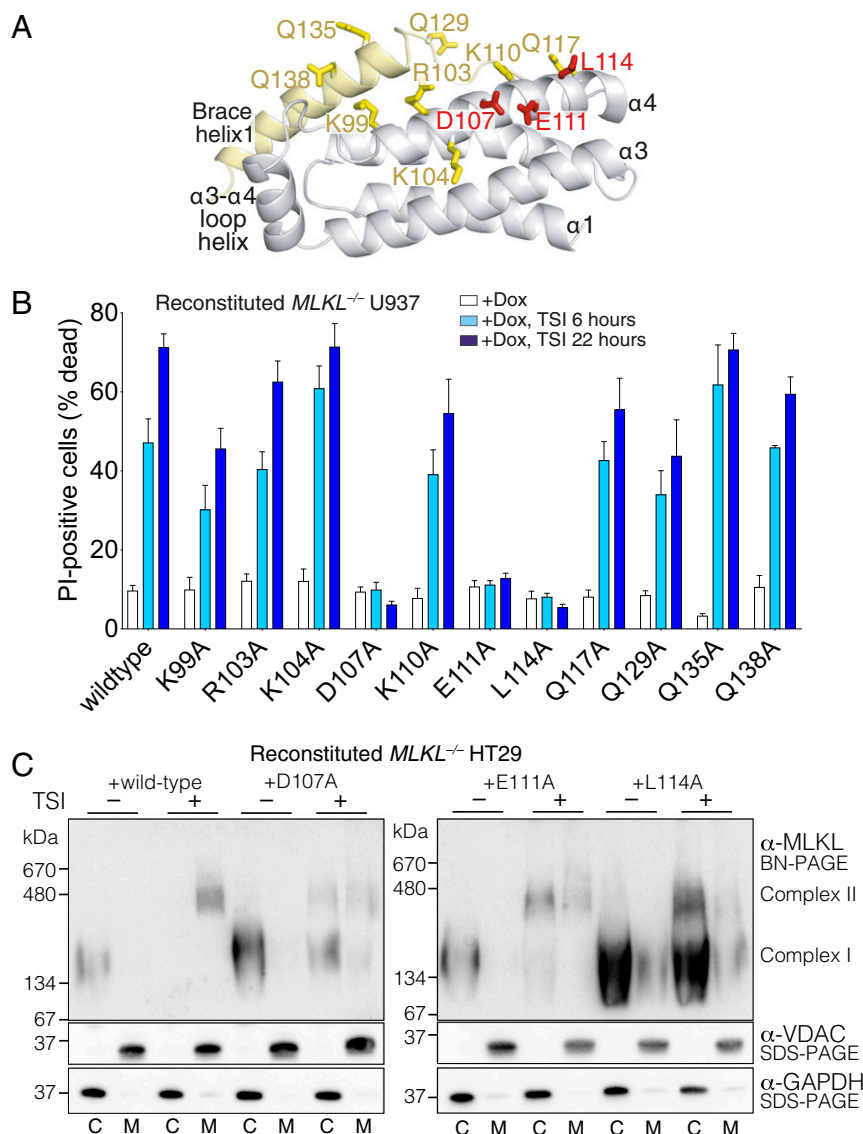 A
Q135
Q129
K110
Q117
L114
Q138
R103
Brace
helix1
K99
D107
E111
α4
K104
α3
α3-α4
loop
helix
α1
B
Reconstituted MLKL–/– U937
+Dox
+Dox, TSI 6 hours
+Dox, TSI 22 hours
PI-positive cells (% dead)
80
60
40
20
0
wildtype
K99A
R103A
K104A
D107A
K110A
E111A
L114A
Q117A
Q129A
Q135A
Q138A
C
Reconstituted MLKL–/– HT29
+wild-type +D107A +E111A +L114A
TSI – + – + – + – +
kDa kDa
α-MLKL
BN-PAGE
670 670
480 480
Complex II
Complex I
134 134
67 67
37 37
α-VDAC
SDS-PAGE
37 37
α-GAPDH
SDS-PAGE
C M C M C M C M C M C M C M C M